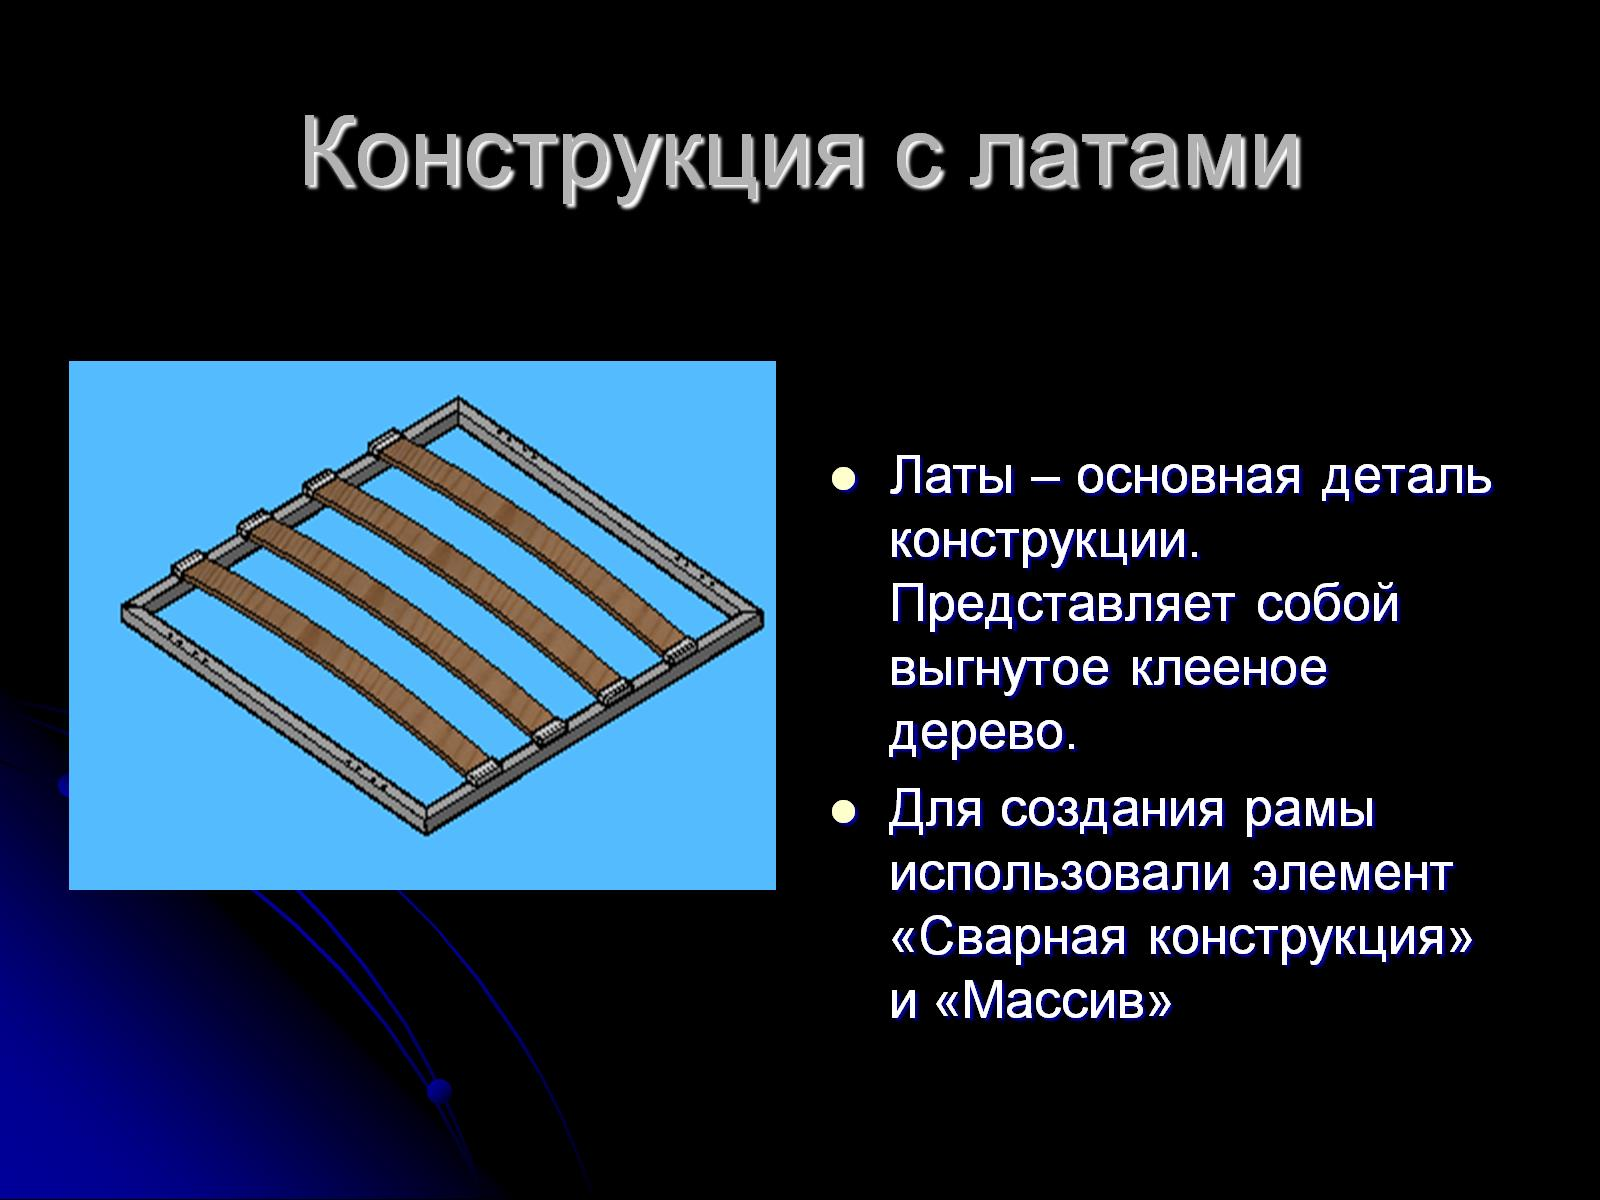 Конструкция с латами
Латы – основная деталь
конструкции.
Представляет собой
выгнутое клееное
дерево.
Для создания рамы
использовали элемент
«Сварная конструкция»
и «Массив»